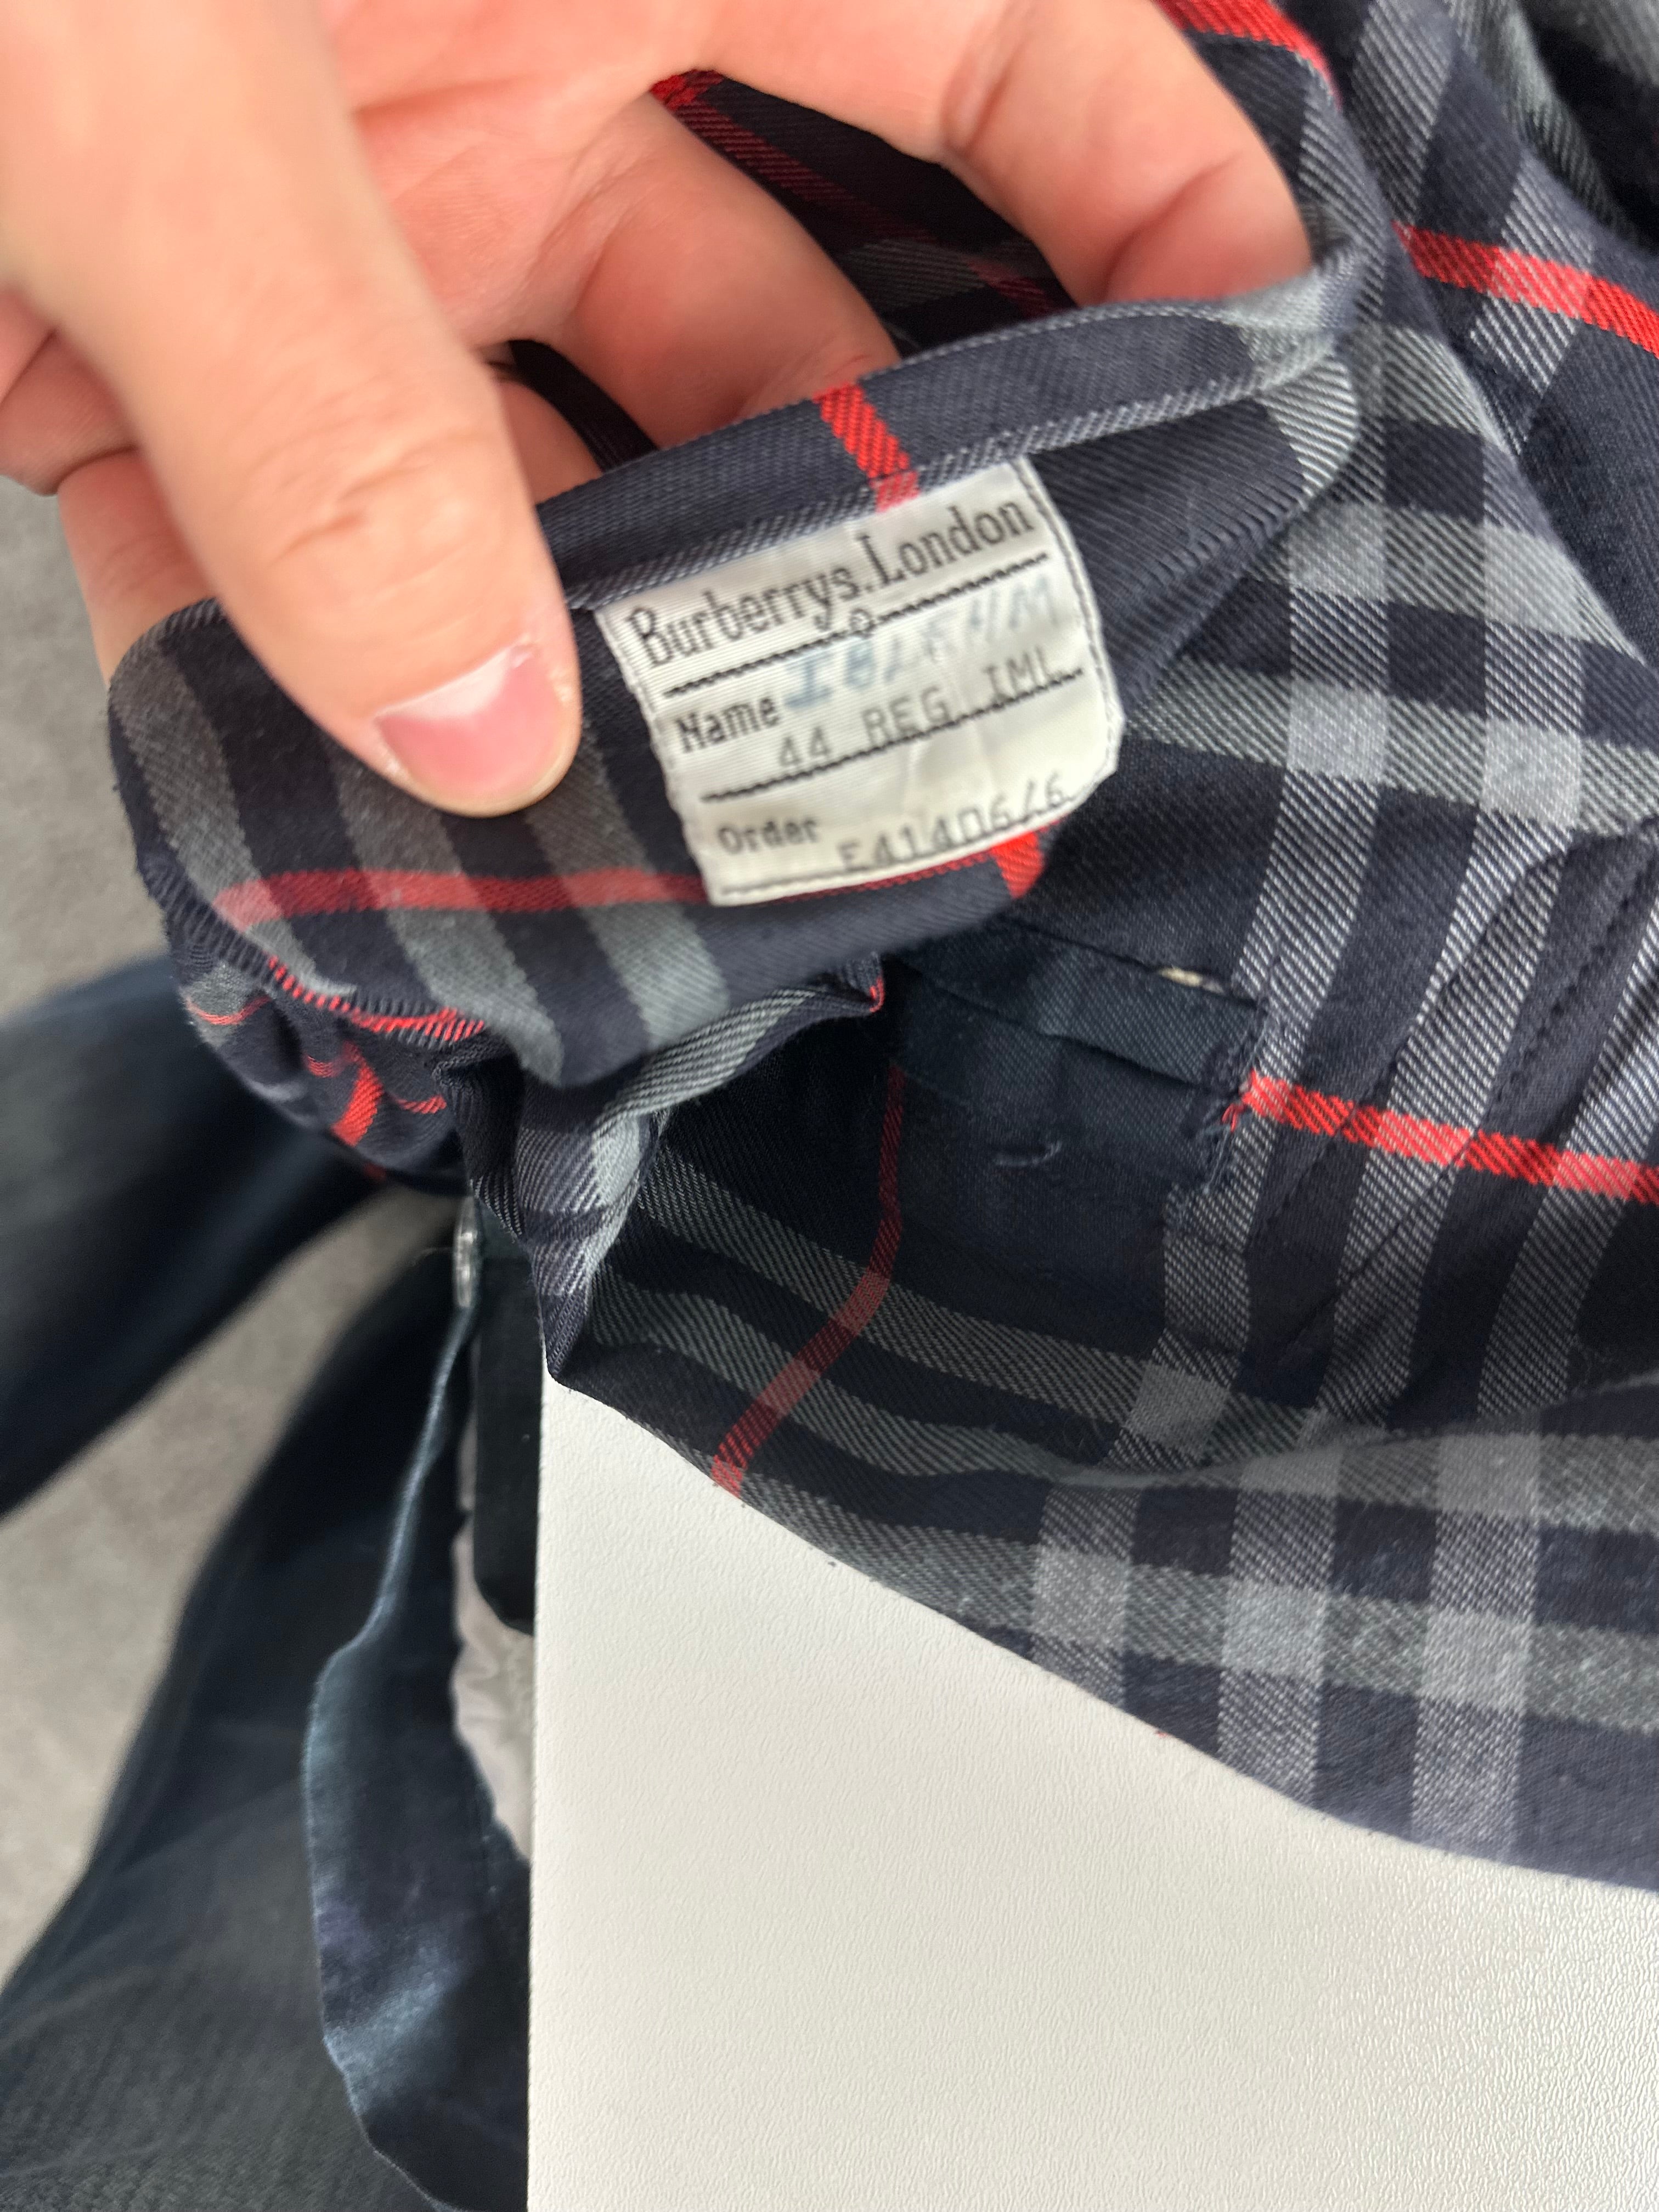 Burberrys.London
Name
44 REG IML
Order E41406/6